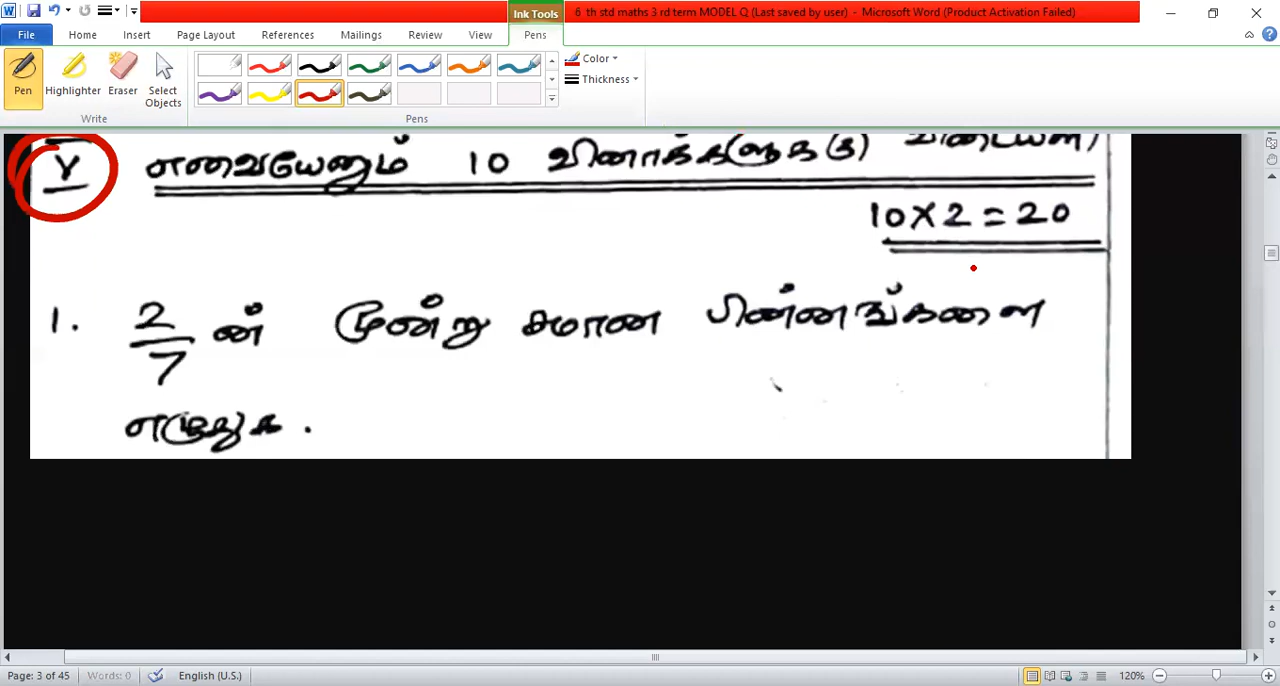 6 th std maths 3 rd term MODEL Q (Last saved by user) - Microsoft Word (Product Activation Failed)
Ink Tools
File Home Insert Page Layout References Mailings Review View Pens
Pen Highlighter Eraser Select Objects
Color
Thickness
Write Pens
V எவையேனும் 10 வினாக்களுக்கு விடையளி
10 X 2 = 20
1. 2/7 ன் மூன்று சமான பின்னங்களை
எழுதுக .
Page: 3 of 45 Words: 0 English (U.S.) 120%